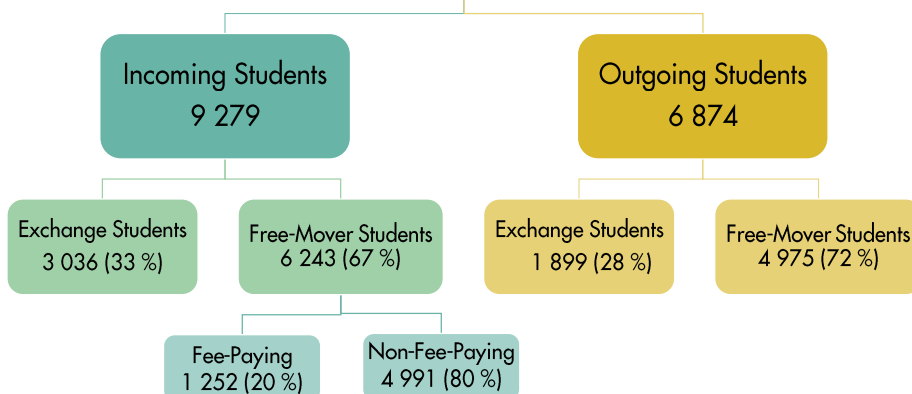 Incoming Students
9 279
Outgoing Students
6 874
Exchange Students
3 036 (33 %)
Free-Mover Students
6 243 (67 %)
Exchange Students
1 899 (28 %)
Free-Mover Students
4 975 (72 %)
Fee-Paying
1 252 (20 %)
Non-Fee-Paying
4 991 (80 %)